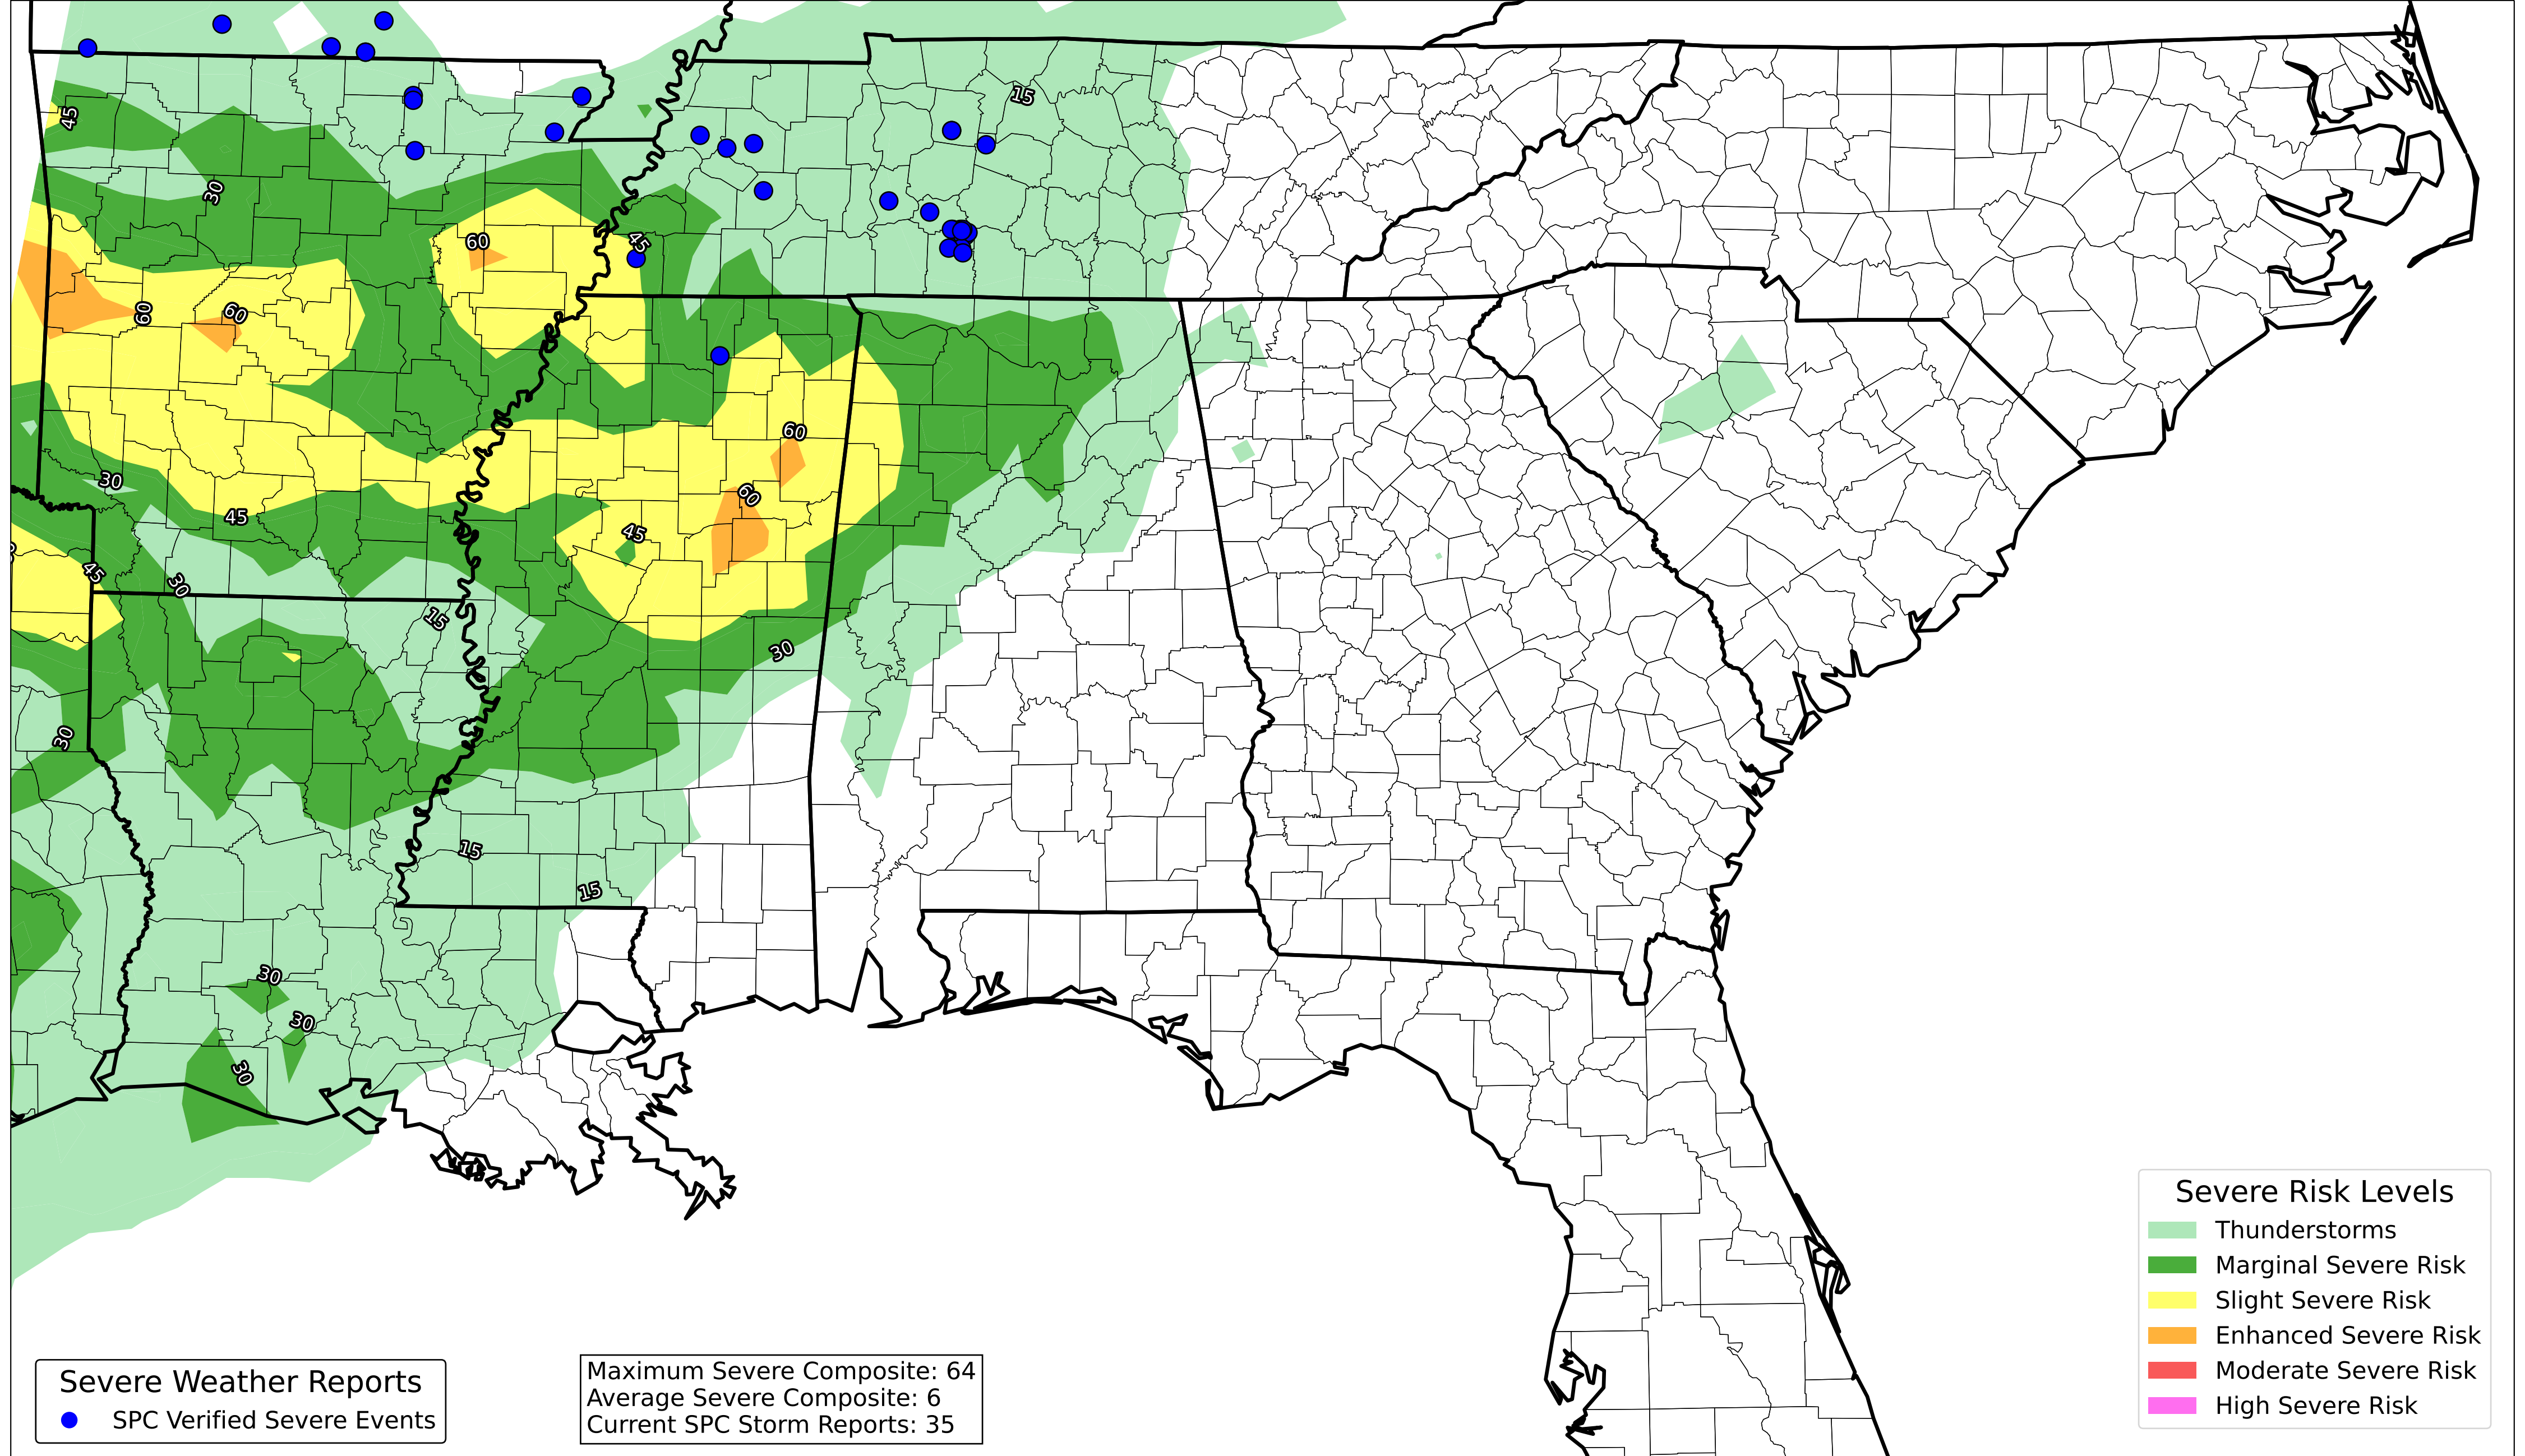 15
45
30
60
45
60
60
60
30
60
45
45
45
30
15
30
30
15
15
30
30
30
Severe Risk Levels
Thunderstorms
Marginal Severe Risk
Slight Severe Risk
Enhanced Severe Risk
Moderate Severe Risk
High Severe Risk
Severe Weather Reports
SPC Verified Severe Events
Maximum Severe Composite: 64
Average Severe Composite: 6
Current SPC Storm Reports: 35